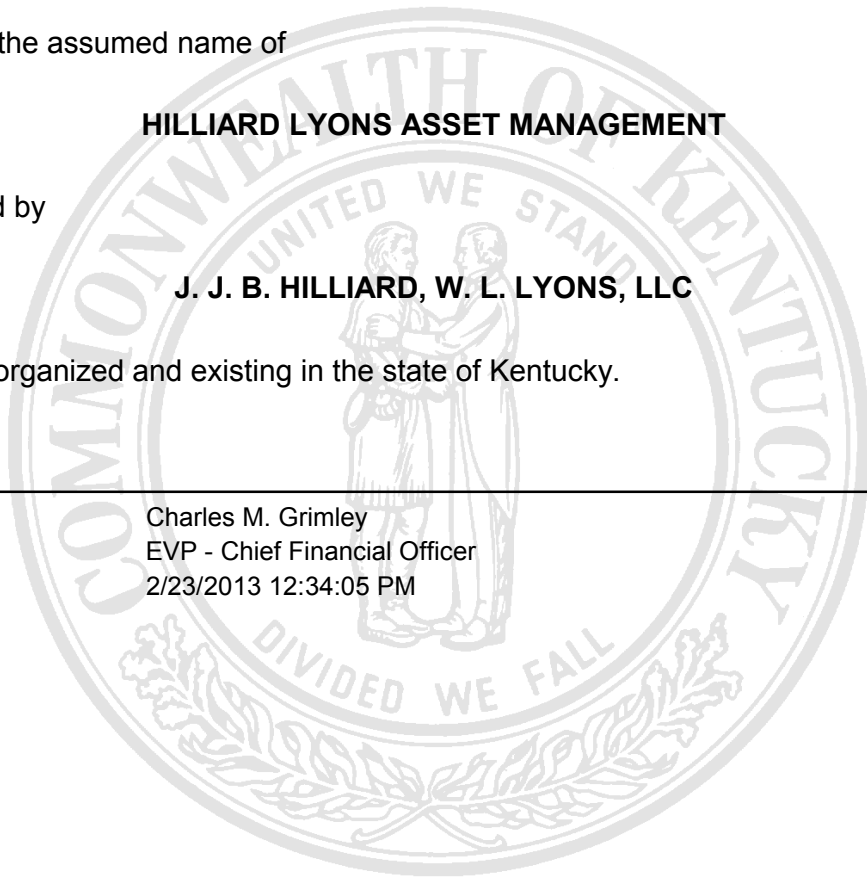 the assumed name of
HILLIARD LYONS ASSET MANAGEMENT
d by
J. J. B. HILLIARD, W. L. LYONS, LLC
organized and existing in the state of Kentucky.
Charles M. Grimley
EVP - Chief Financial Officer
2/23/2013 12:34:05 PM
COMMONWEALTH OF KENTUCKY
UNITED WE STAND
DIVIDED WE FALL